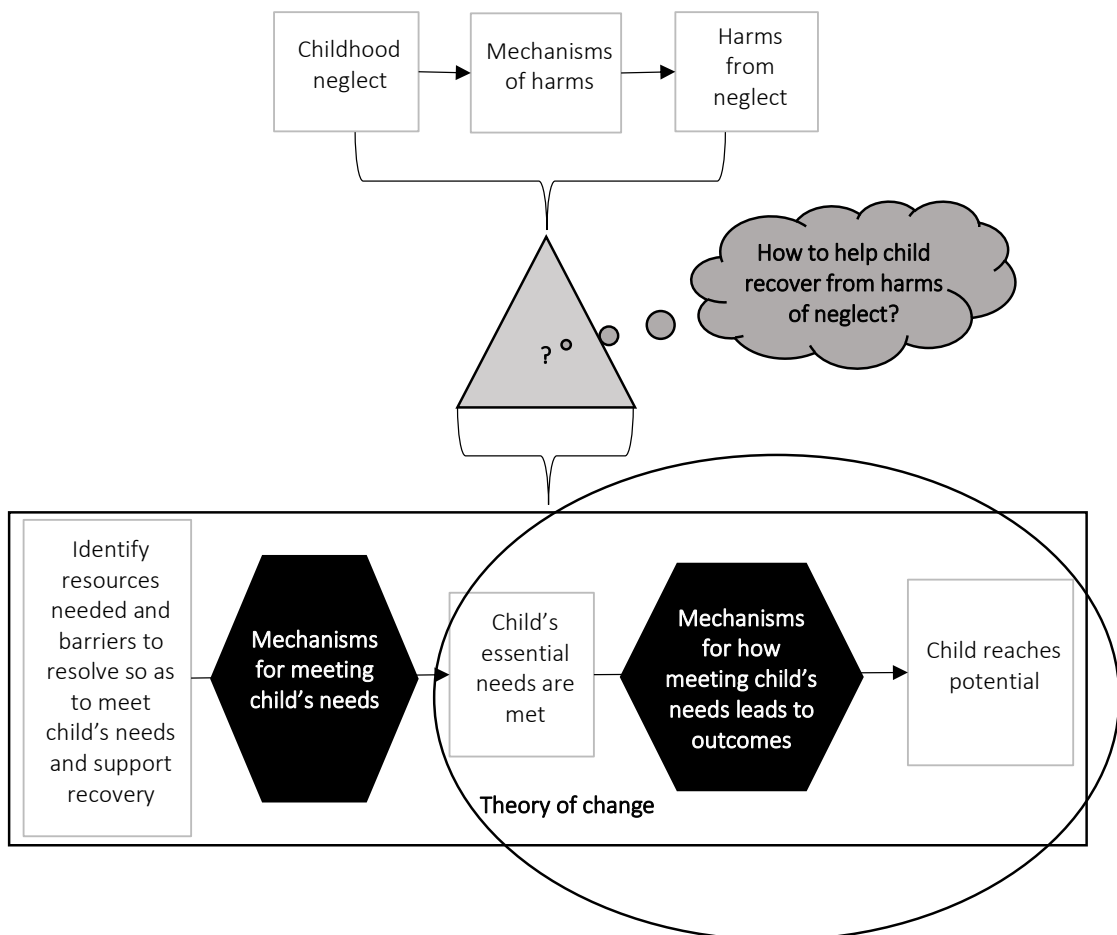 Childhood
neglect
Mechanisms
of harms
Harms
from
neglect
How to help child
recover from harms
of neglect?
?
Identify
resources
needed and
barriers to
resolve so as
to meet
child’s needs
and support
recovery
Mechanisms
for meeting
child’s needs
Child’s
essential
needs are
met
Mechanisms
for how
meeting child’s
needs leads to
outcomes
Child reaches
potential
Theory of change